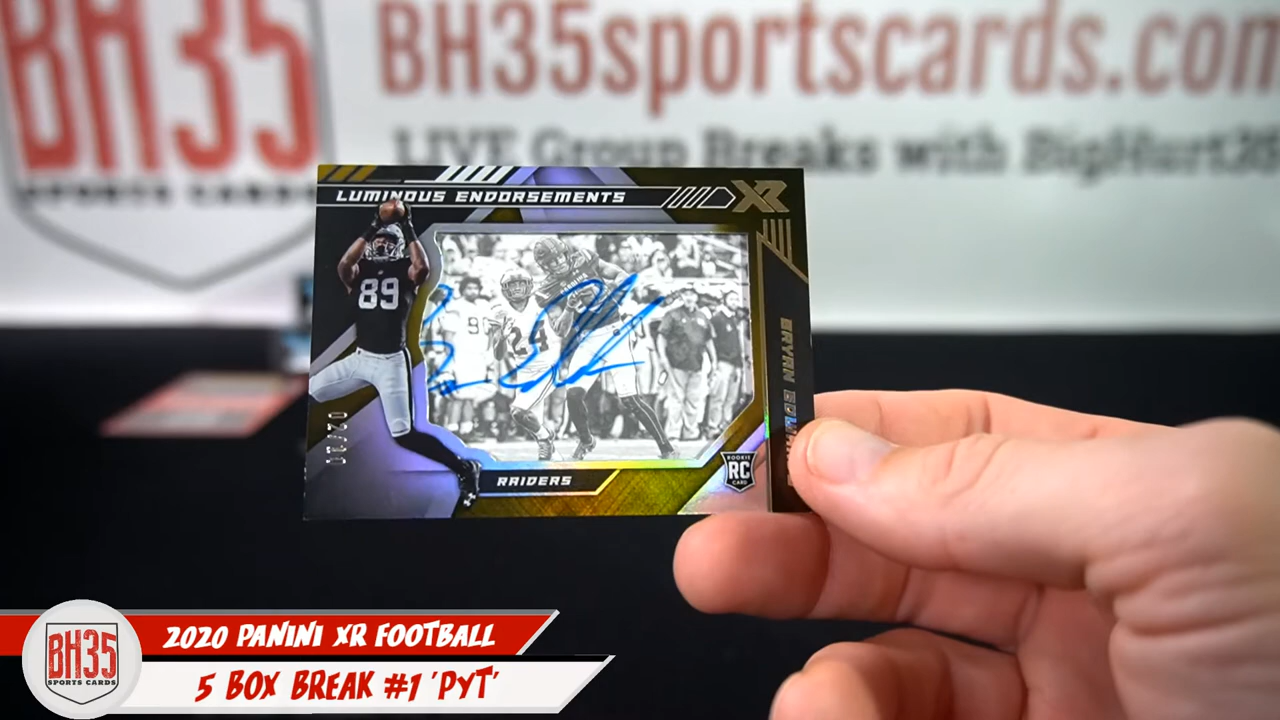 BH35
SPORTS CARDS
BH35sportscards.com
LIVE Group Breaks with BigHurt35
LUMINOUS ENDORSEMENTS
XR
89
24
BRYAN
RAIDERS
ROOKIE
RC
CARD
BH35
SPORTS CARDS
2020 PANINI XR FOOTBALL
5 BOX BREAK #1 'PYT'